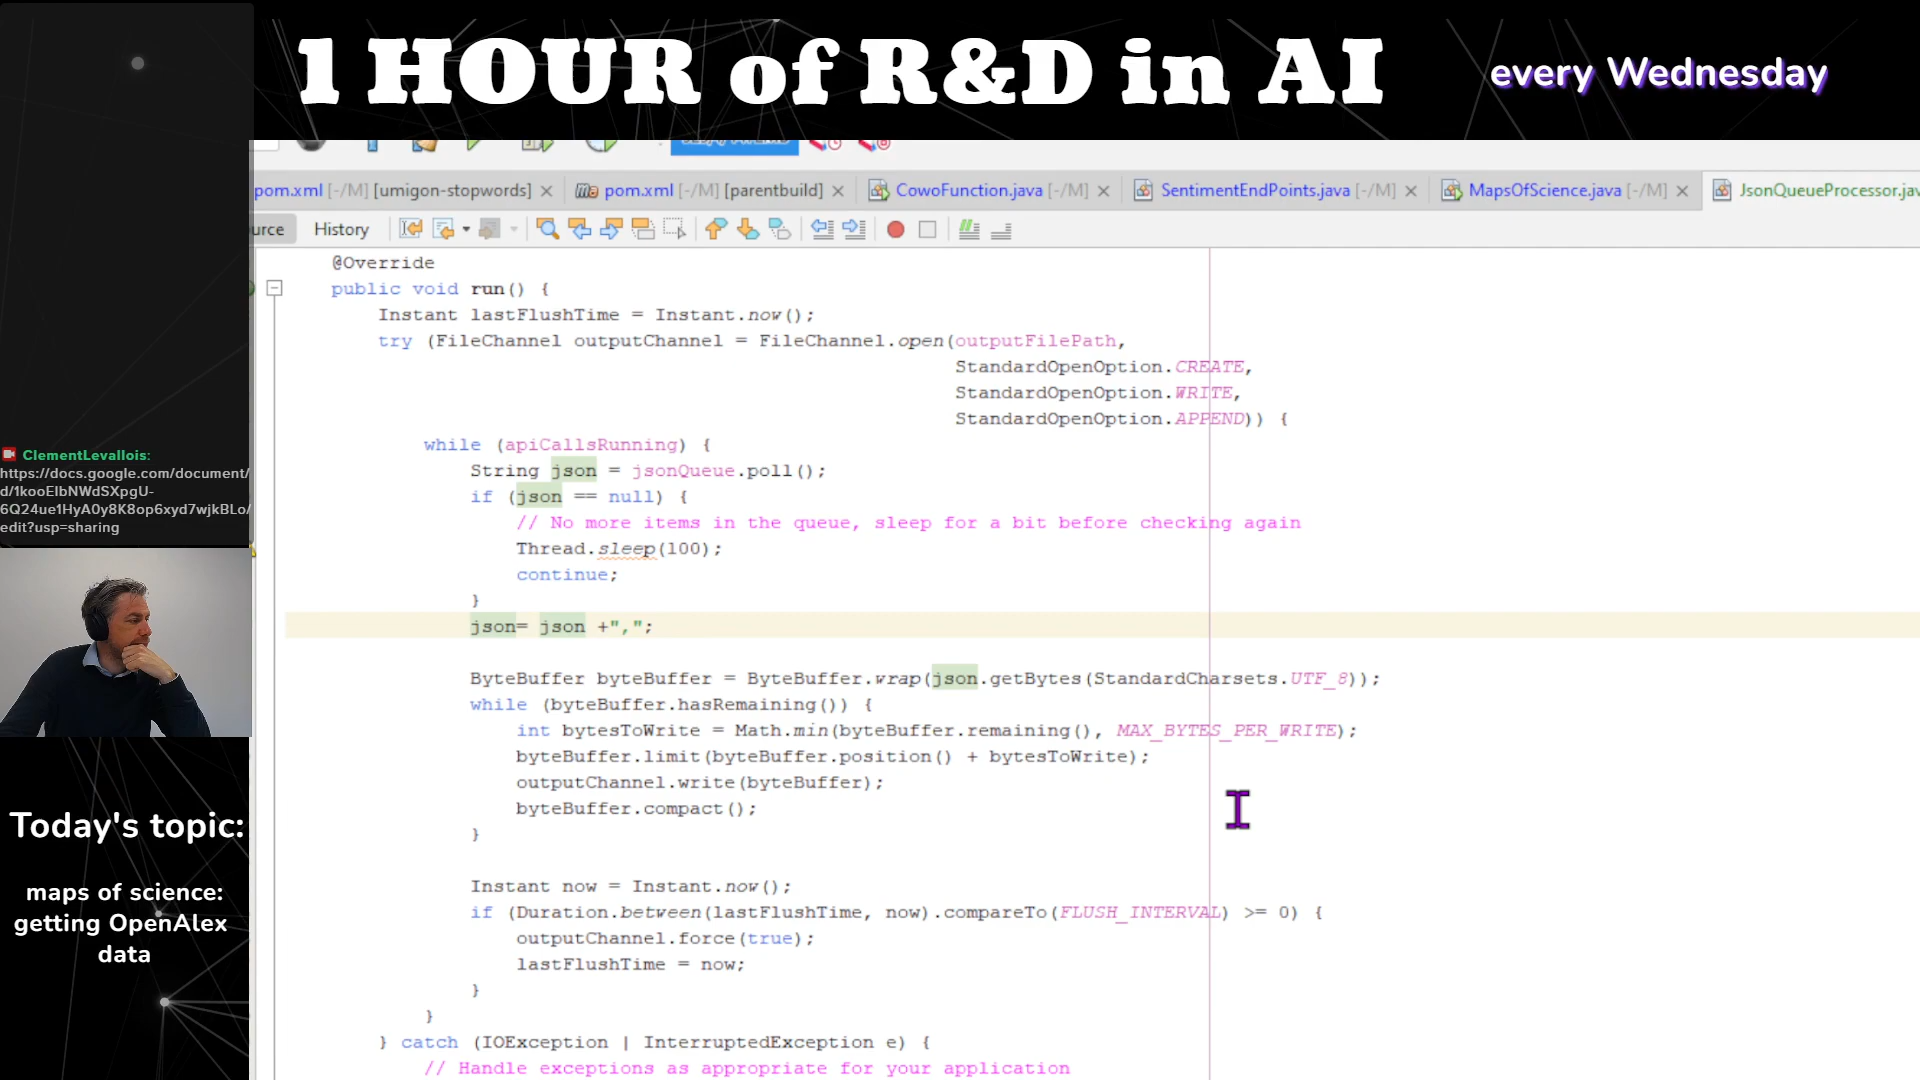 1 HOUR of R&D in AI
every Wednesday
pom.xml [-/M] [umigon-stopwords]
pom.xml [-/M] [parentbuild]
CowoFunction.java [-/M]
SentimentEndPoints.java [-/M]
MapsOfScience.java [-/M]
JsonQueueProcessor.jav
History
@Override
public void run() {
Instant lastFlushTime = Instant.now();
try (FileChannel outputChannel = FileChannel.open(outputFilePath,
StandardOpenOption.CREATE,
StandardOpenOption.WRITE,
StandardOpenOption.APPEND)) {
while (apiCallsRunning) {
String json = jsonQueue.poll();
if (json == null) {
// No more items in the queue, sleep for a bit before checking again
Thread.sleep(100);
continue;
}
json= json +",";
ByteBuffer byteBuffer = ByteBuffer.wrap(json.getBytes(StandardCharsets.UTF_8));
while (byteBuffer.hasRemaining()) {
int bytesToWrite = Math.min(byteBuffer.remaining(), MAX_BYTES_PER_WRITE);
byteBuffer.limit(byteBuffer.position() + bytesToWrite);
outputChannel.write(byteBuffer);
byteBuffer.compact();
}
Instant now = Instant.now();
if (Duration.between(lastFlushTime, now).compareTo(FLUSH_INTERVAL) >= 0) {
outputChannel.force(true);
lastFlushTime = now;
}
}
} catch (IOException | InterruptedException e) {
// Handle exceptions as appropriate for your application
ClementLevallois:
https://docs.google.com/document/
d/1kooEIbNWdSXpgU-
6Q24ue1HyA0y8K8op6xyd7wjkBLo/
edit?usp=sharing
Today's topic:
maps of science:
getting OpenAlex
data